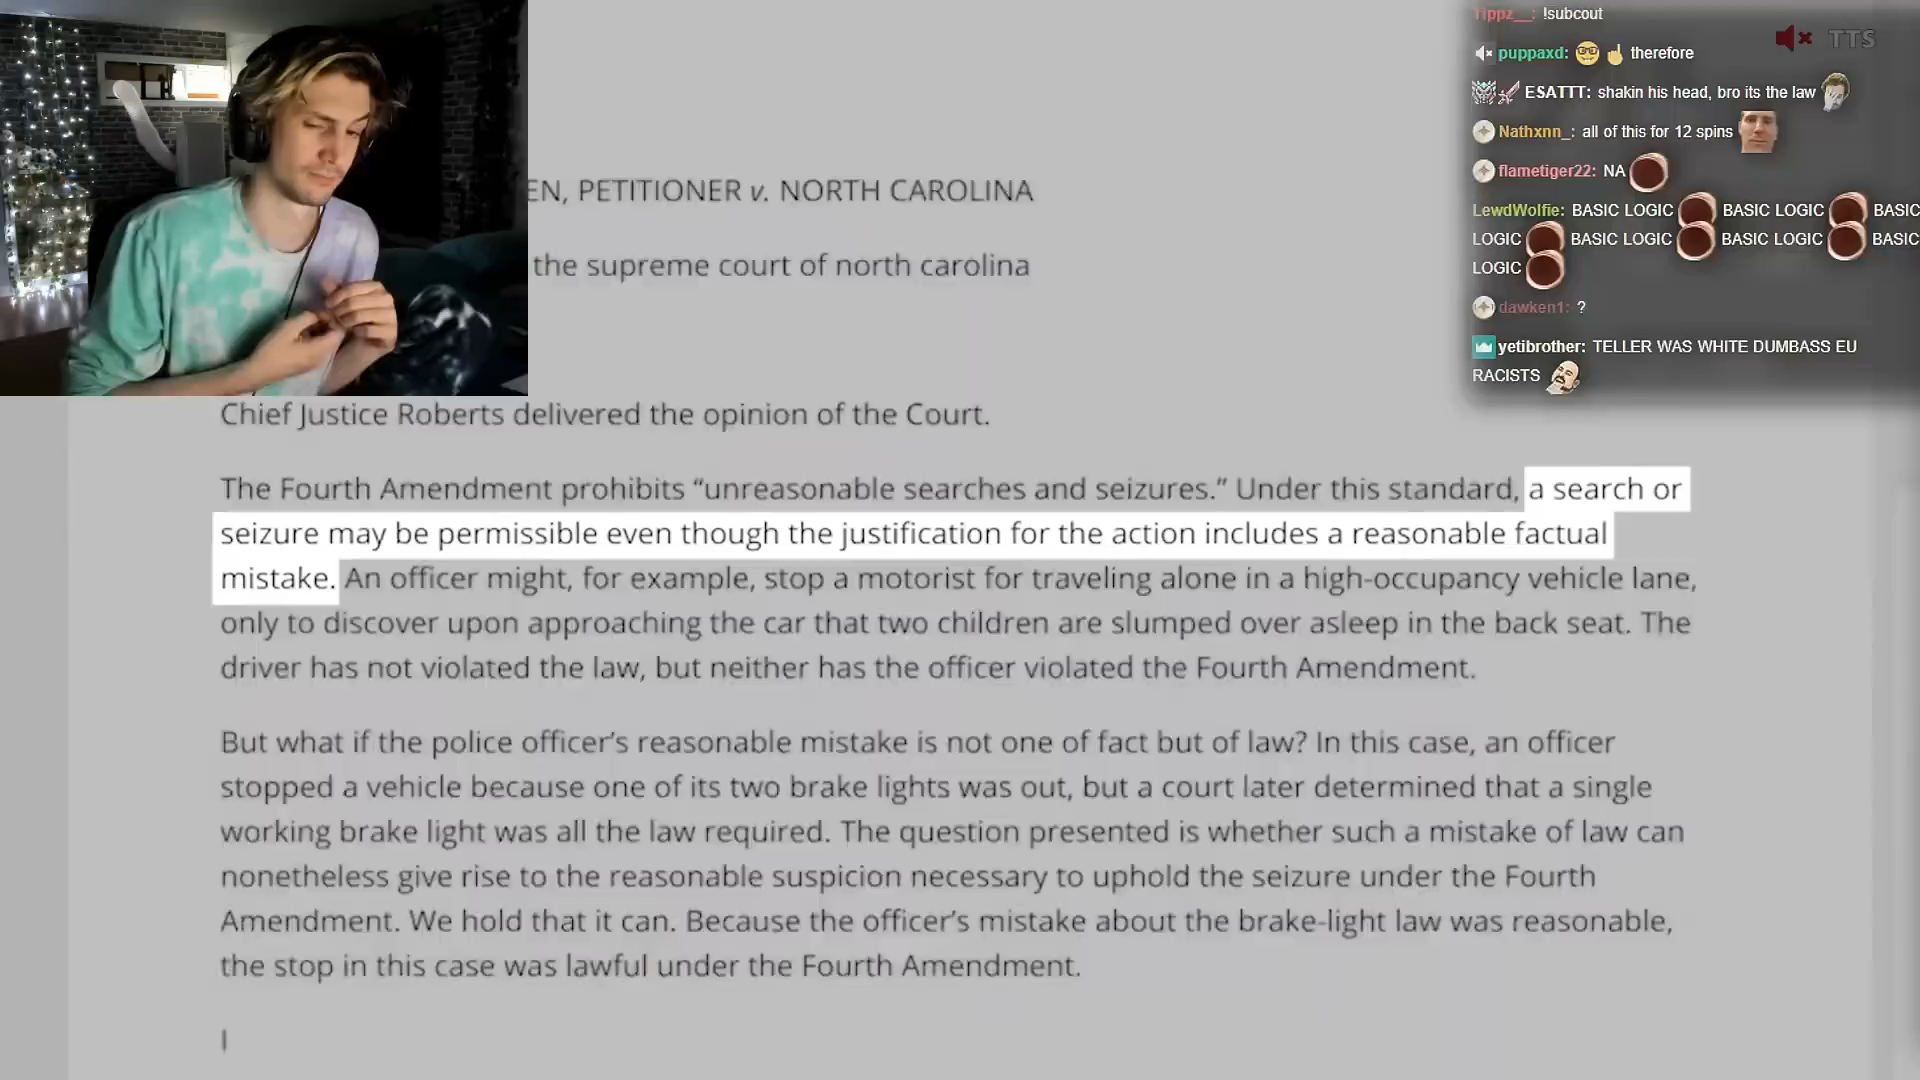 EN, PETITIONER v. NORTH CAROLINA
the supreme court of north carolina
Chief Justice Roberts delivered the opinion of the Court.
The Fourth Amendment prohibits “unreasonable searches and seizures.” Under this standard, a search or
seizure may be permissible even though the justification for the action includes a reasonable factual
mistake. An officer might, for example, stop a motorist for traveling alone in a high-occupancy vehicle lane,
only to discover upon approaching the car that two children are slumped over asleep in the back seat. The
driver has not violated the law, but neither has the officer violated the Fourth Amendment.
But what if the police officer’s reasonable mistake is not one of fact but of law? In this case, an officer
stopped a vehicle because one of its two brake lights was out, but a court later determined that a single
working brake light was all the law required. The question presented is whether such a mistake of law can
nonetheless give rise to the reasonable suspicion necessary to uphold the seizure under the Fourth
Amendment. We hold that it can. Because the officer’s mistake about the brake-light law was reasonable,
the stop in this case was lawful under the Fourth Amendment.
I
Tippz__: !subcout
TTS
puppaxd: therefore
ESATTT: shakin his head, bro its the law
Nathxnn_: all of this for 12 spins
flametiger22: NA
LewdWolfie: BASIC LOGIC BASIC LOGIC BASIC
LOGIC BASIC LOGIC BASIC LOGIC BASIC
LOGIC
dawken1: ?
yetibrother: TELLER WAS WHITE DUMBASS EU
RACISTS